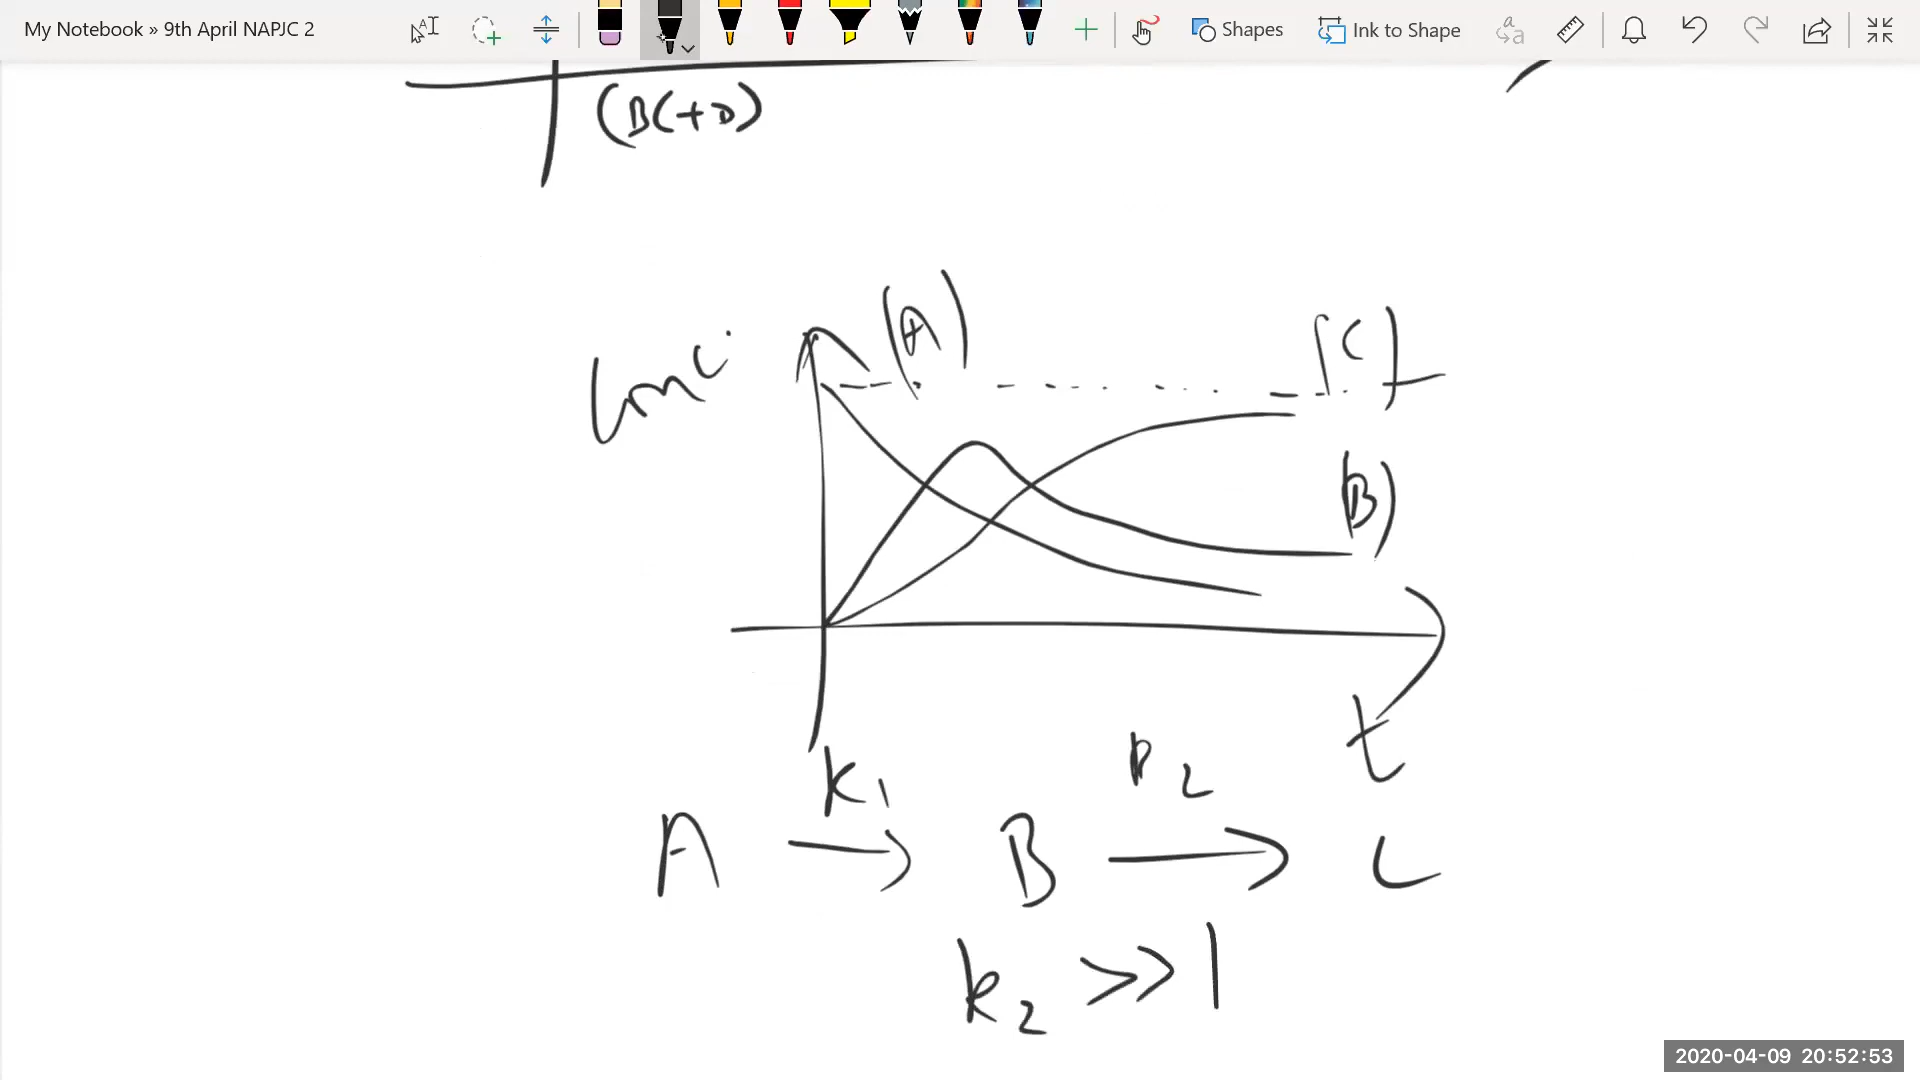 My Notebook » 9th April NAPJC 2
Shapes
Ink to Shape
(B(+D)
Conc.
[A]
[C]
[B]
t
k1
k2
A → B → C
k2 >> 1
2020-04-09 20:52:53